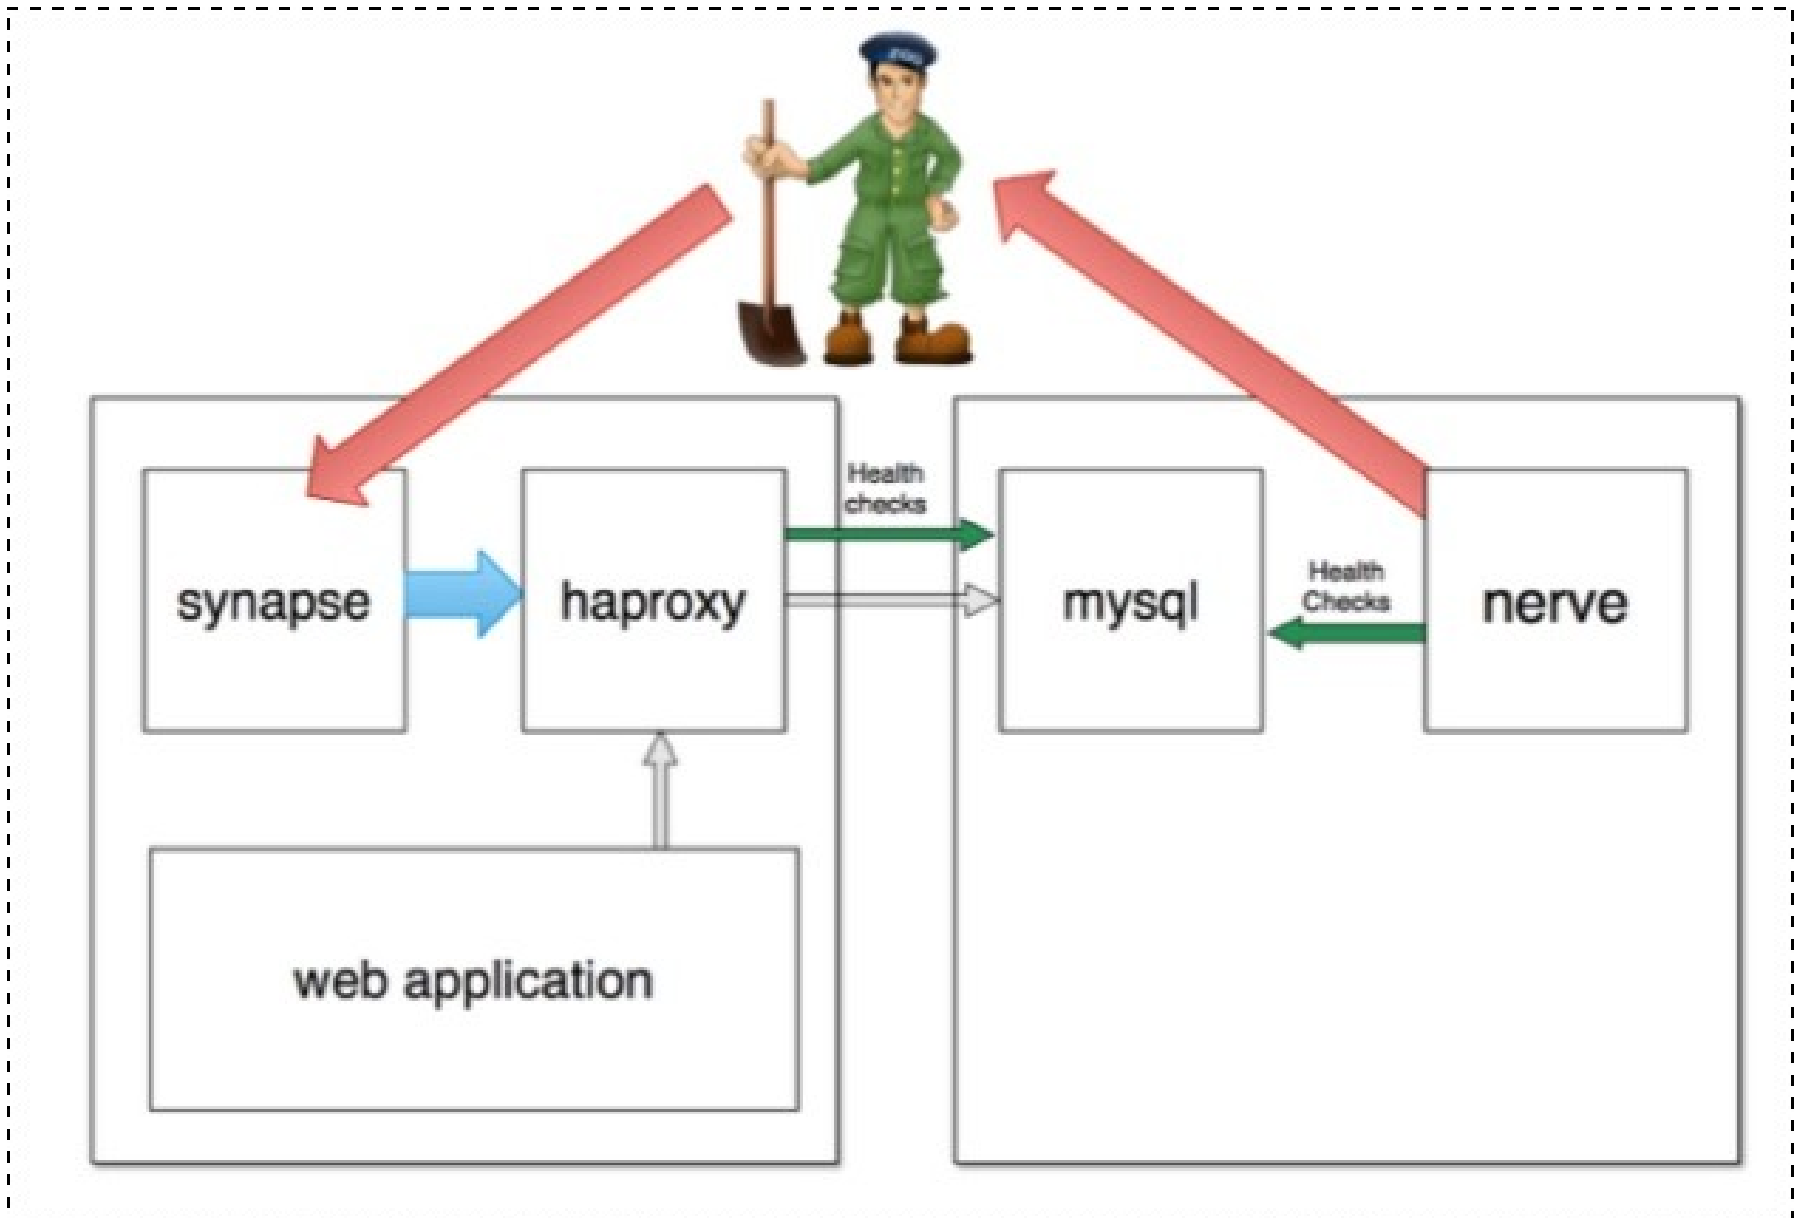 Health
checks
synapse
haproxy
mysql
Health
Checks
nerve
web application